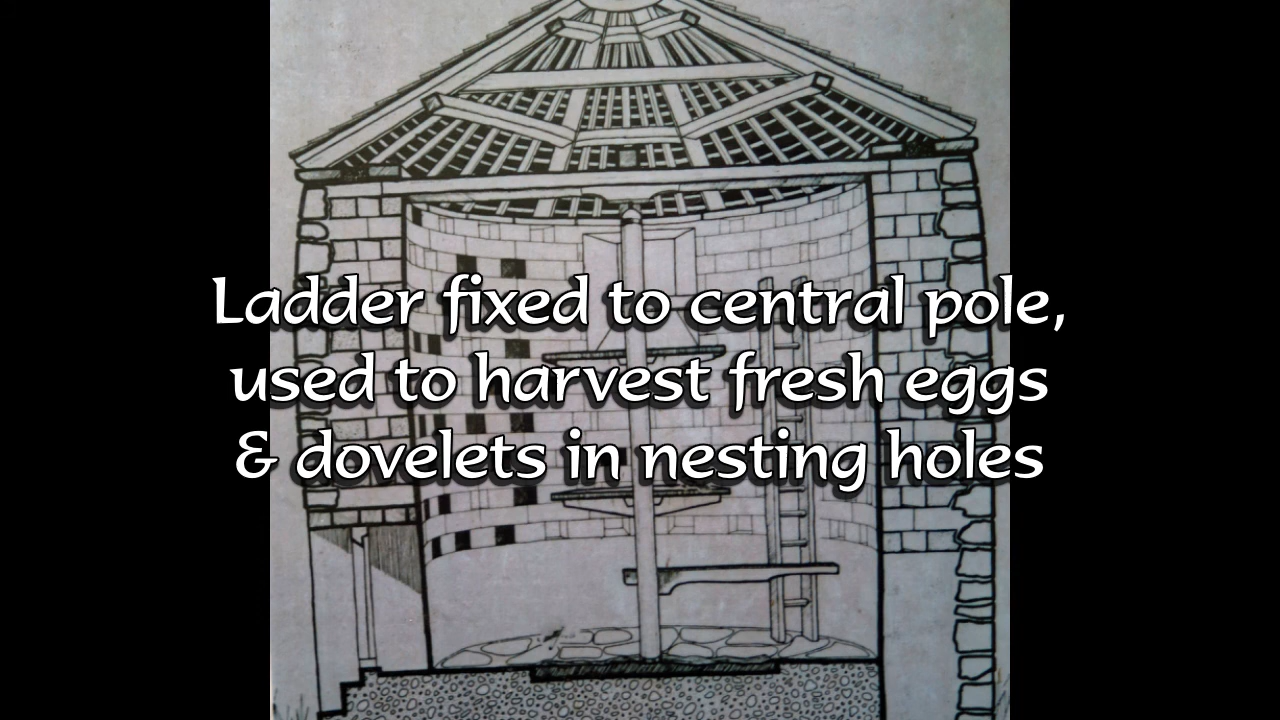 Ladder fixed to central pole,
used to harvest fresh eggs
& dovelets in nesting holes